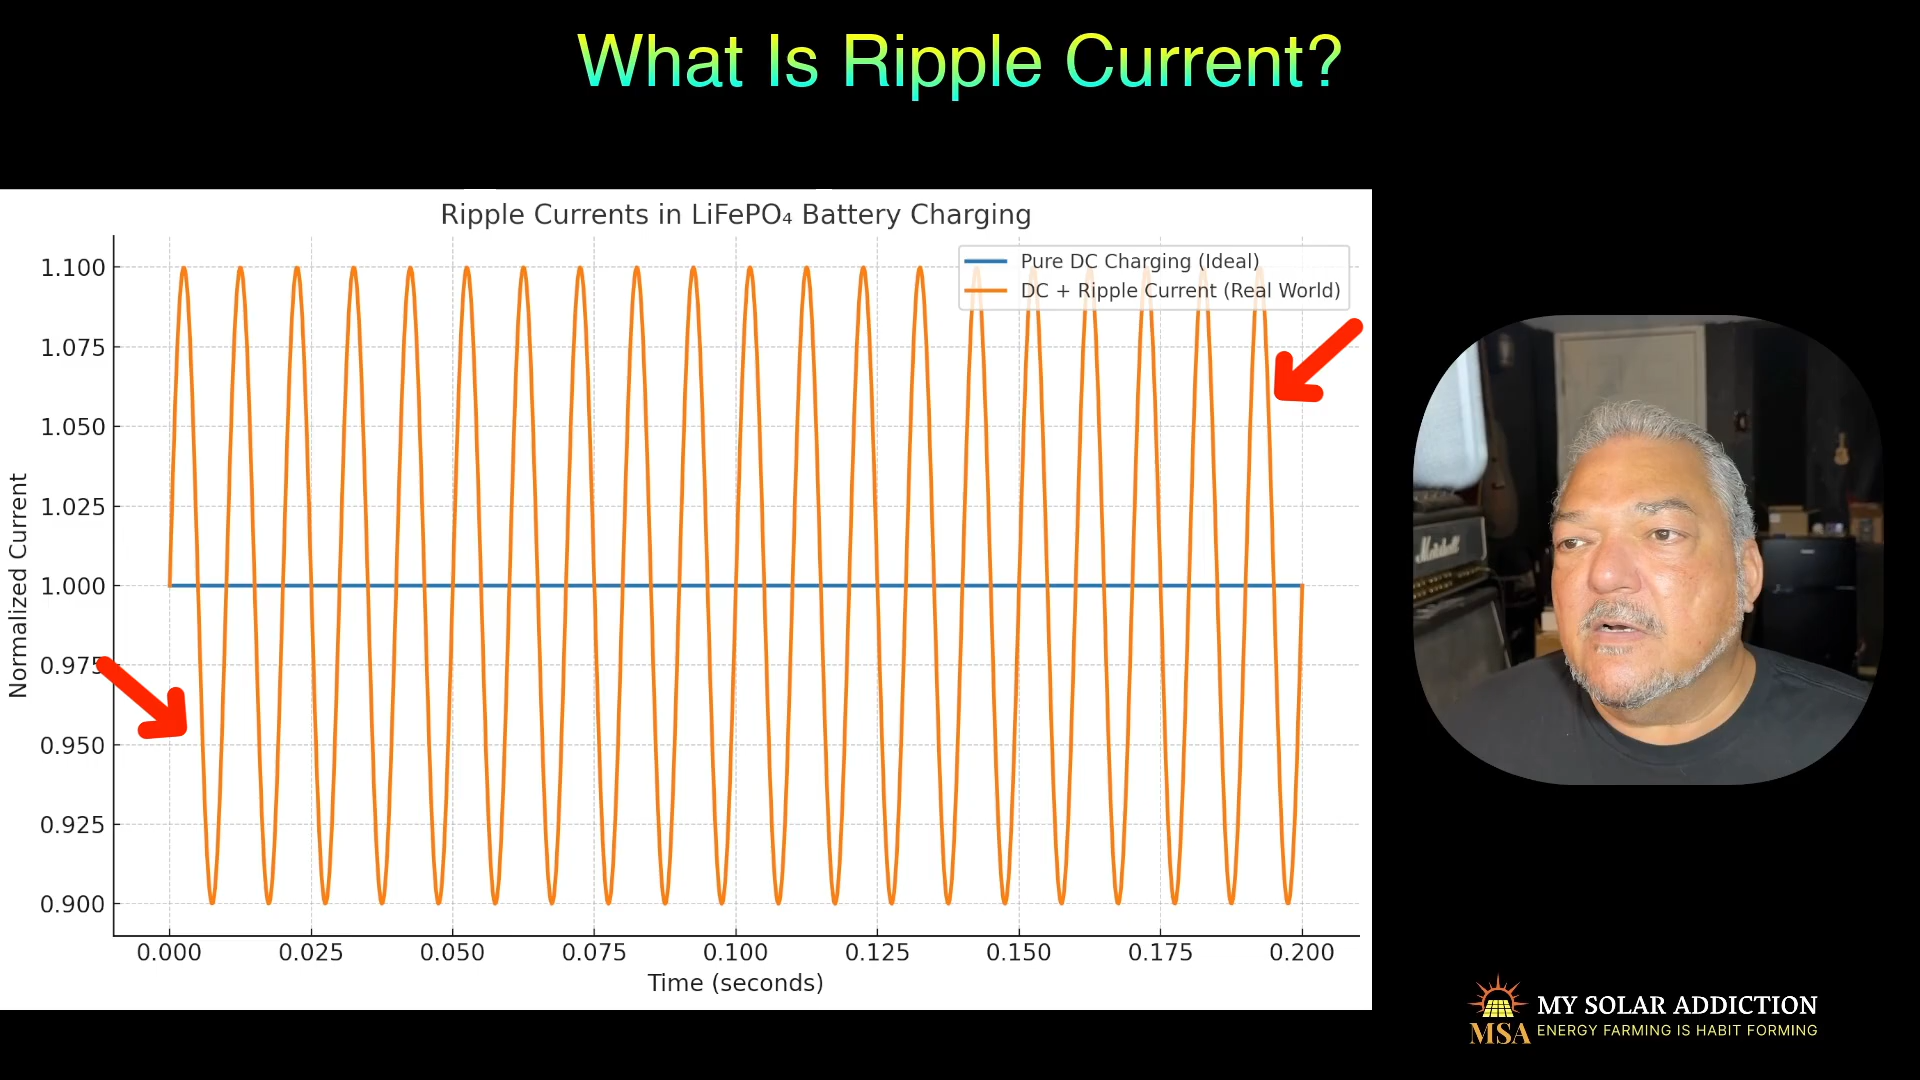 What Is Ripple Current?
Ripple Currents in LiFePO₄ Battery Charging
Pure DC Charging (Ideal)
DC + Ripple Current (Real World)
1.100
1.075
1.050
1.025
1.000
0.975
0.950
0.925
0.900
Normalized Current
0.000 0.025 0.050 0.075 0.100 0.125 0.150 0.175 0.200
Time (seconds)
Marshall
MSA
MY SOLAR ADDICTION
ENERGY FARMING IS HABIT FORMING